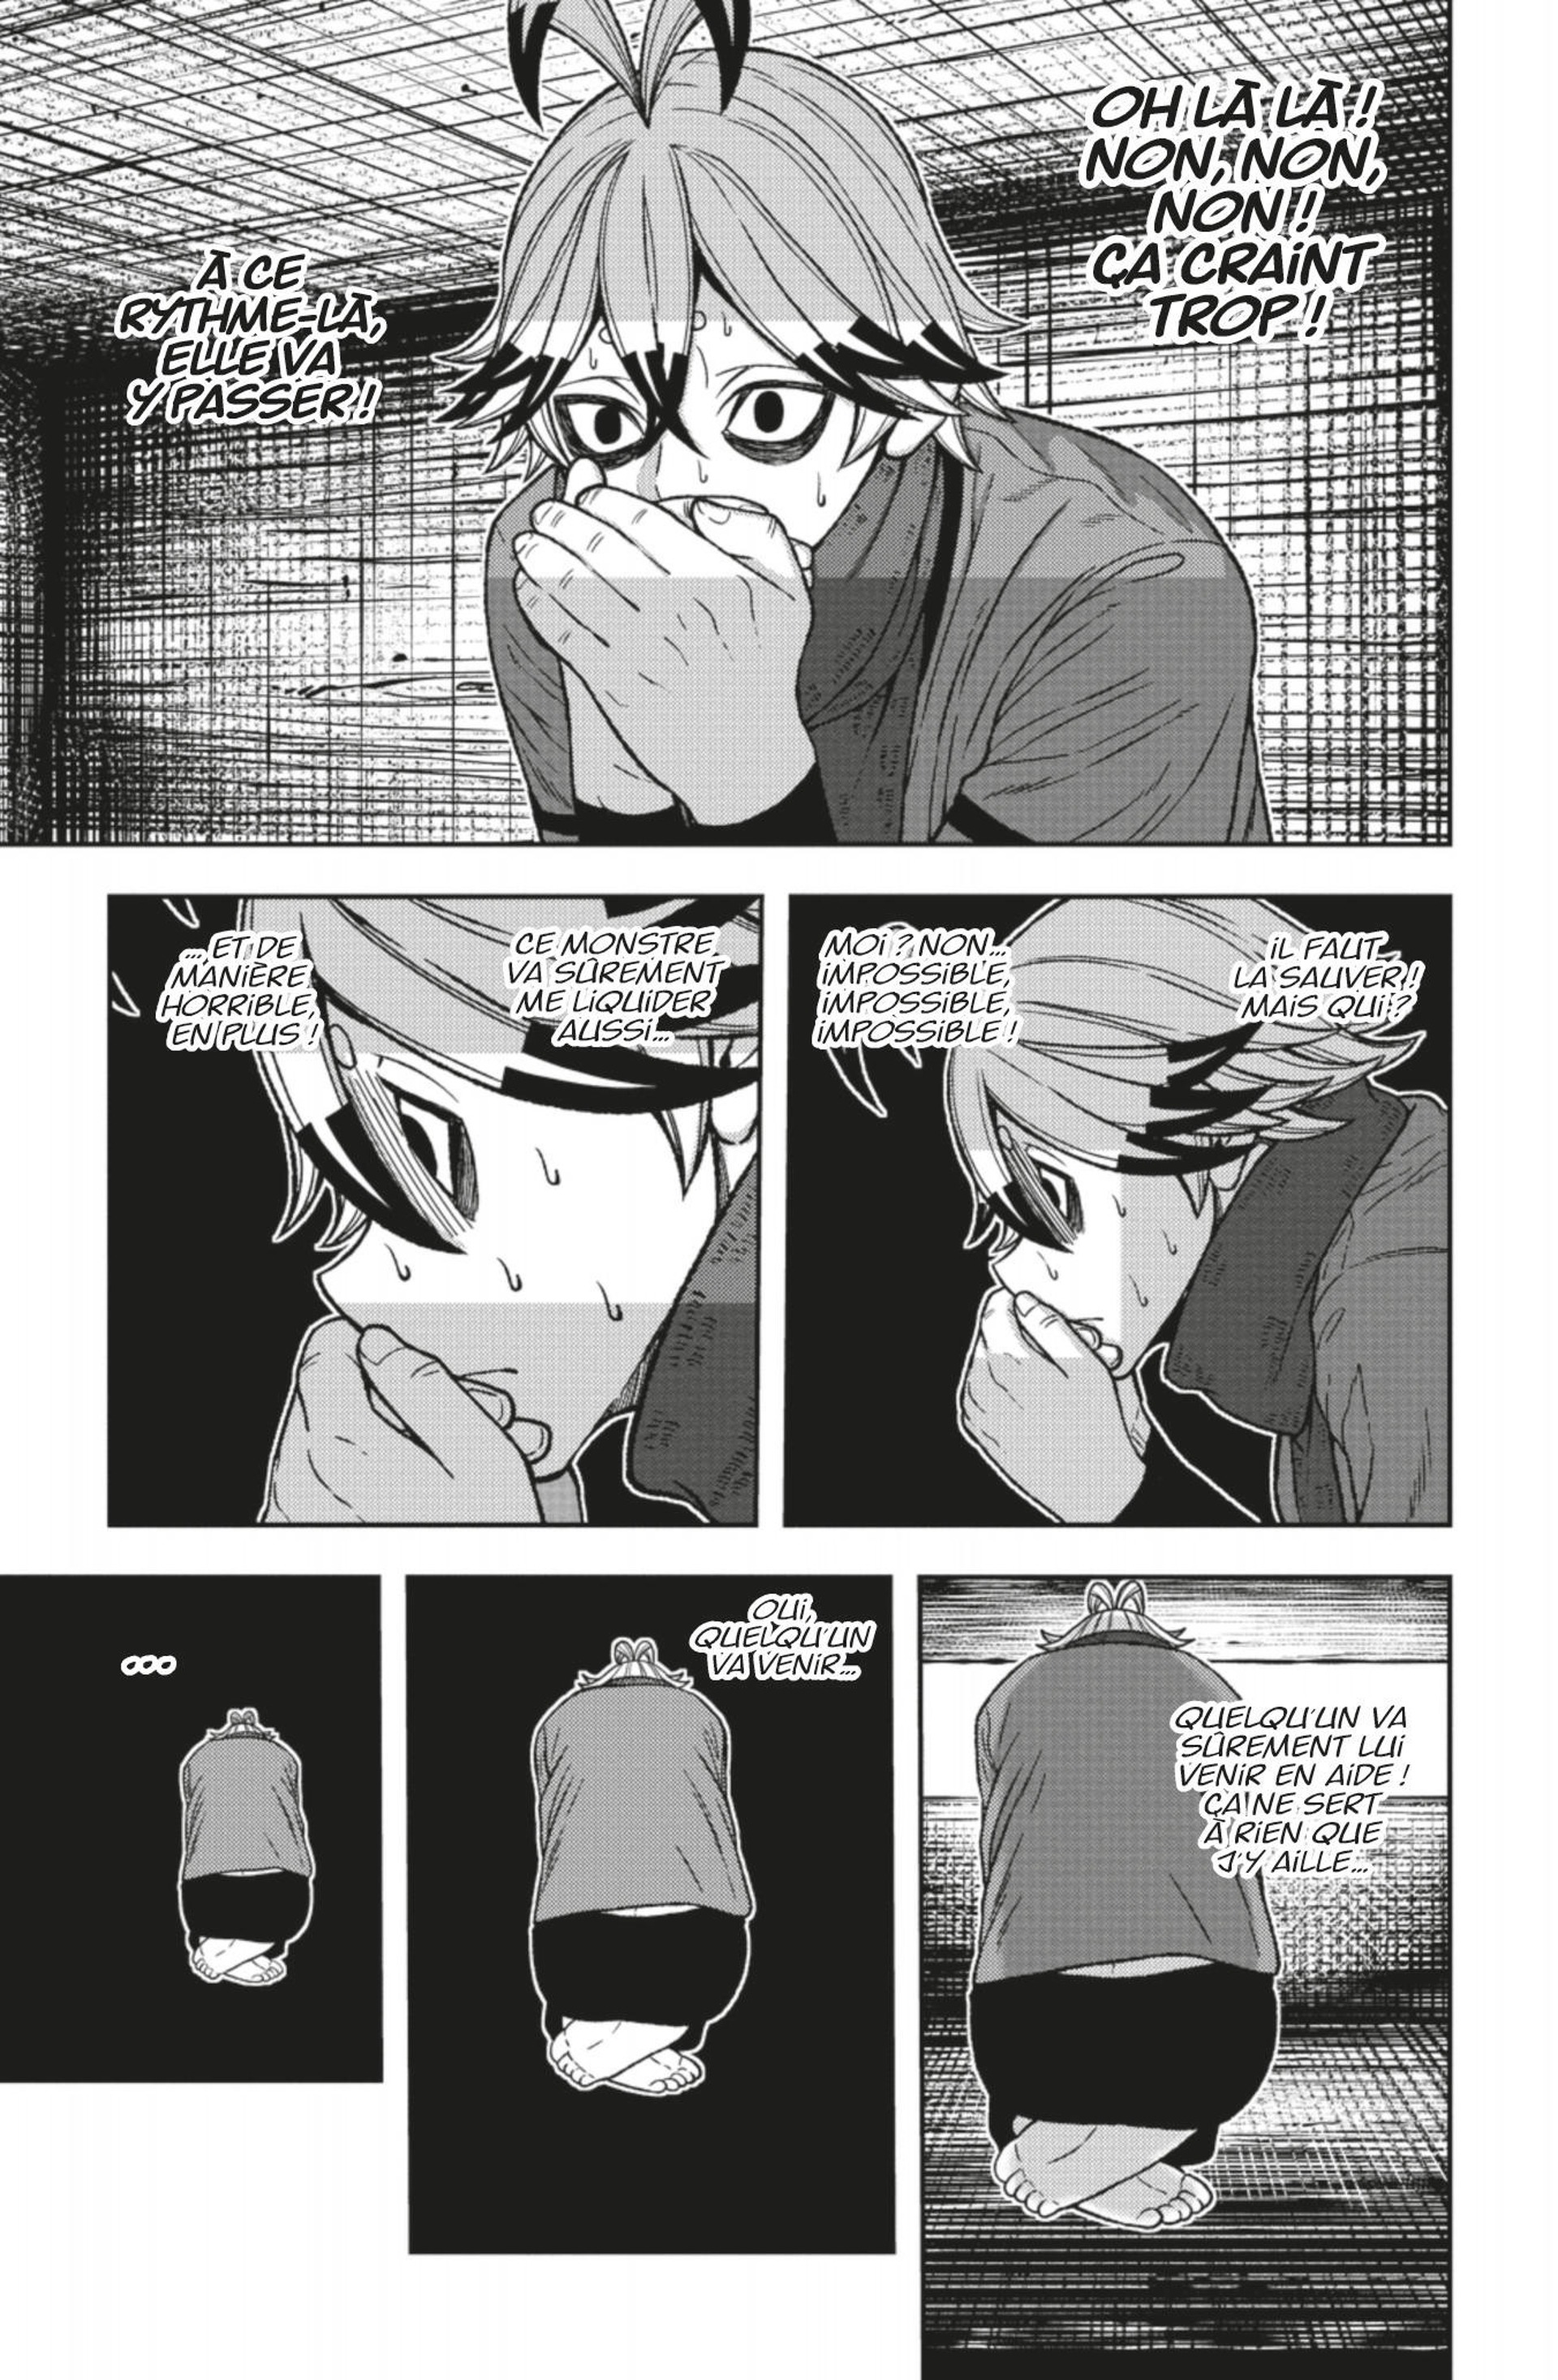 OH LÀ LÀ !
NON, NON,
NON !
ÇA CRAINT
TROP !
À CE
RYTHME-LÀ,
ELLE VA
Y PASSER !
IL FAUT
LA SAUVER !
MAIS QUI ?
MOI ? NON...
IMPOSSIBLE,
IMPOSSIBLE,
IMPOSSIBLE !
CE MONSTRE
VA SÛREMENT
ME LIQUIDER
AUSSI...
... ET DE
MANIÈRE
HORRIBLE,
EN PLUS !
QUELQU'UN VA
SÛREMENT LUI
VENIR EN AIDE !
ÇA NE SERT
À RIEN QUE
J'Y AILLE...
OUI,
QUELQU'UN
VA VENIR...
...